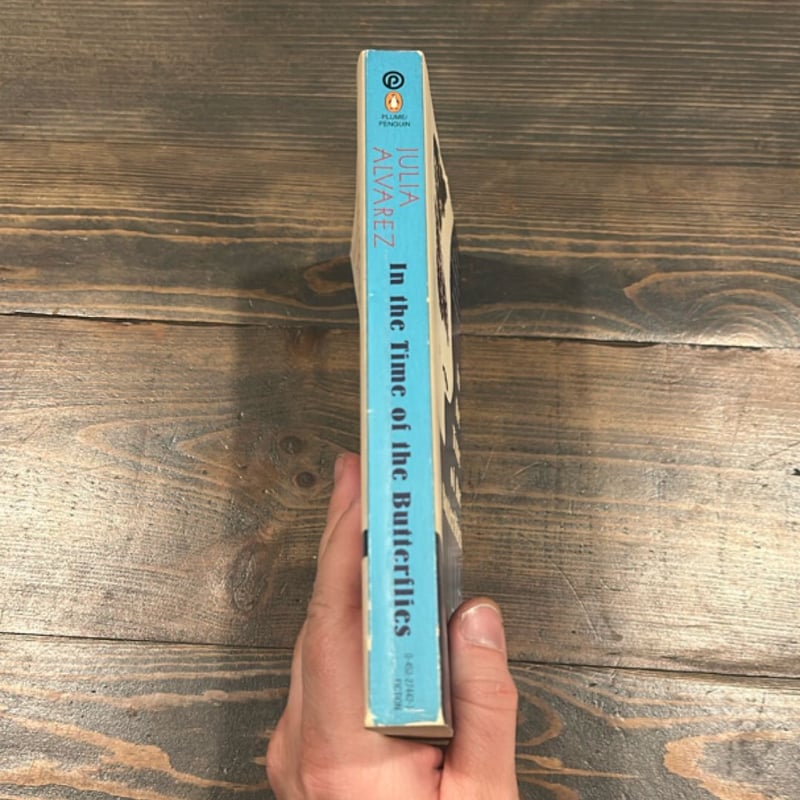 PLUME/
PENGUIN
JULIA
ALVAREZ
In the Time of the Butterflies
FICTION